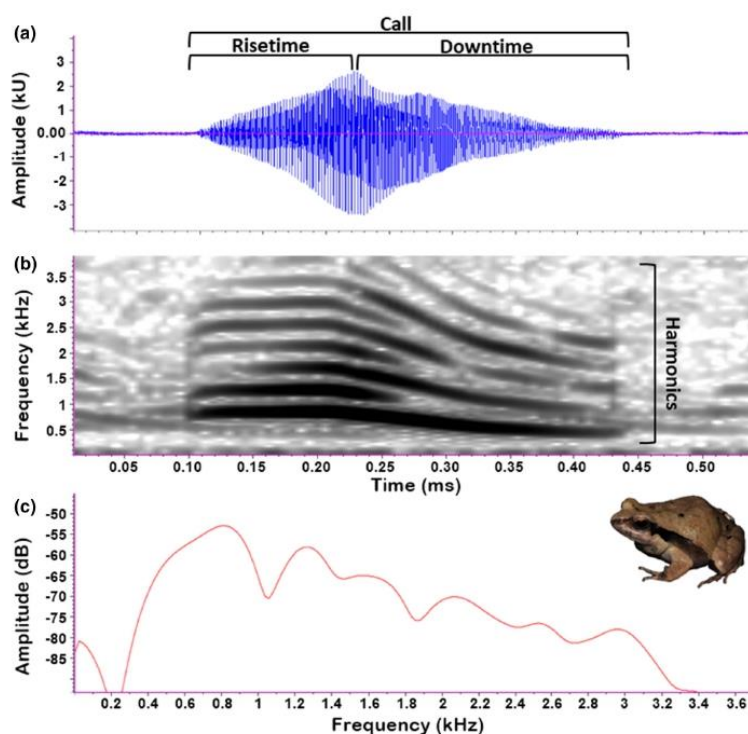 Call
(a)
Risetime
Downtime
Amplitude (kU)
3
2
1
0.00
-1
-2
-3
(b)
Frequency (kHz)
3.5
3
2.5
2
1.5
1
0.5
Harmonics
0.05 0.10 0.15 0.20 0.25 0.30 0.35 0.40 0.45 0.50
Time (ms)
(c)
Amplitude (dB)
-50
-55
-60
-65
-70
-75
-80
-85
0.2 0.4 0.6 0.8 1 1.2 1.4 1.6 1.8 2 2.2 2.4 2.6 2.8 3 3.2 3.4 3.6
Frequency (kHz)